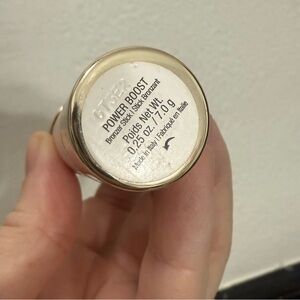 POWER BOOST
Bronzer Stick / Stick Bronzant
Poids Net Wt.
0.25 oz. / 7.0 g
Made in Italy / Fabriqué en Italie